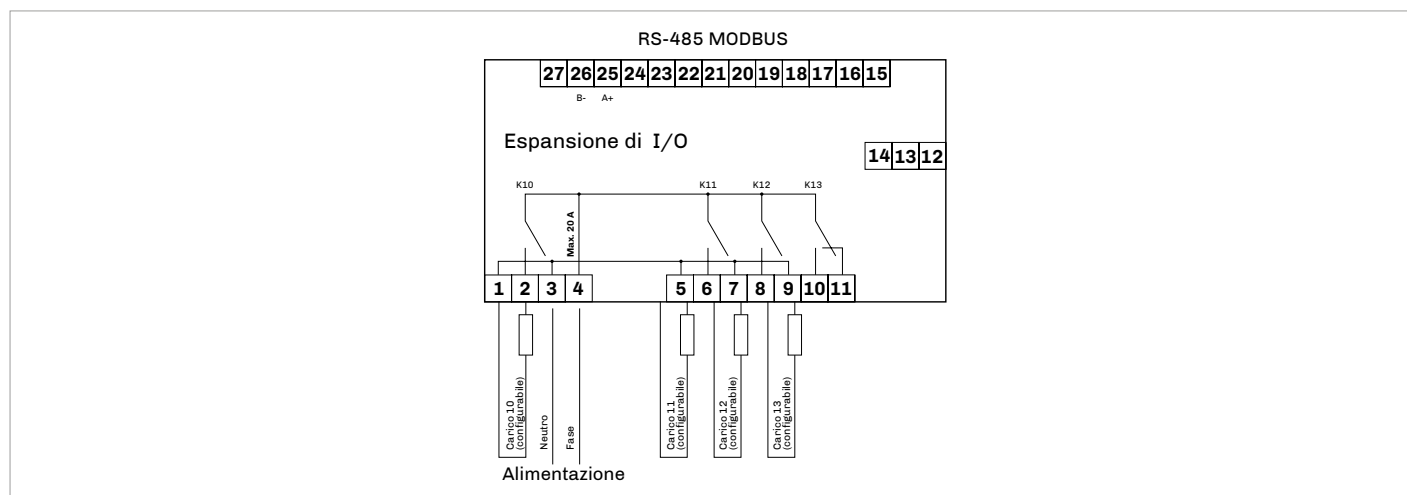 RS-485 MODBUS
27 26 25 24 23 22 21 20 19 18 17 16 15
B- A+
Espansione di I/O
14 13 12
K10 K11 K12 K13
Max. 20 A
1 2 3 4 5 6 7 8 9 10 11
Carico 10
(configurabile)
Neutro
Fase
Carico 11
(configurabile)
Carico 12
(configurabile)
Carico 13
(configurabile)
Alimentazione